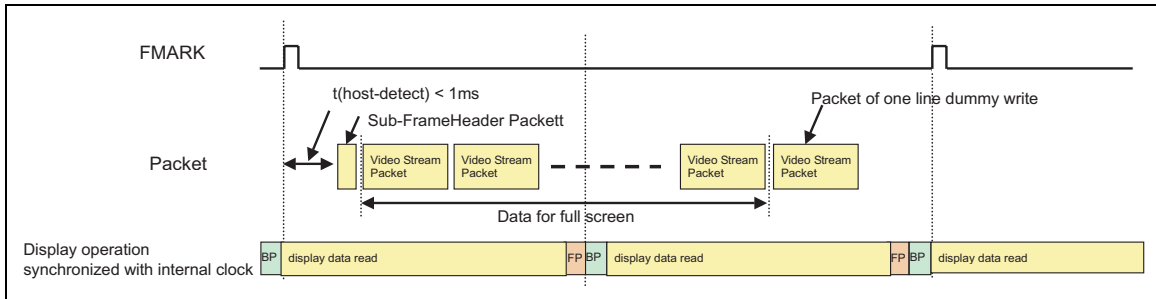 FMARK
t(host-detect) < 1ms
Sub-FrameHeader Packett
Packet of one line dummy write
Packet
Video Stream
Packet
Video Stream
Packet
Video Stream
Packet
Video Stream
Packet
Data for full screen
Display operation
synchronized with internal clock
BP
display data read
FP
BP
display data read
FP
BP
display data read